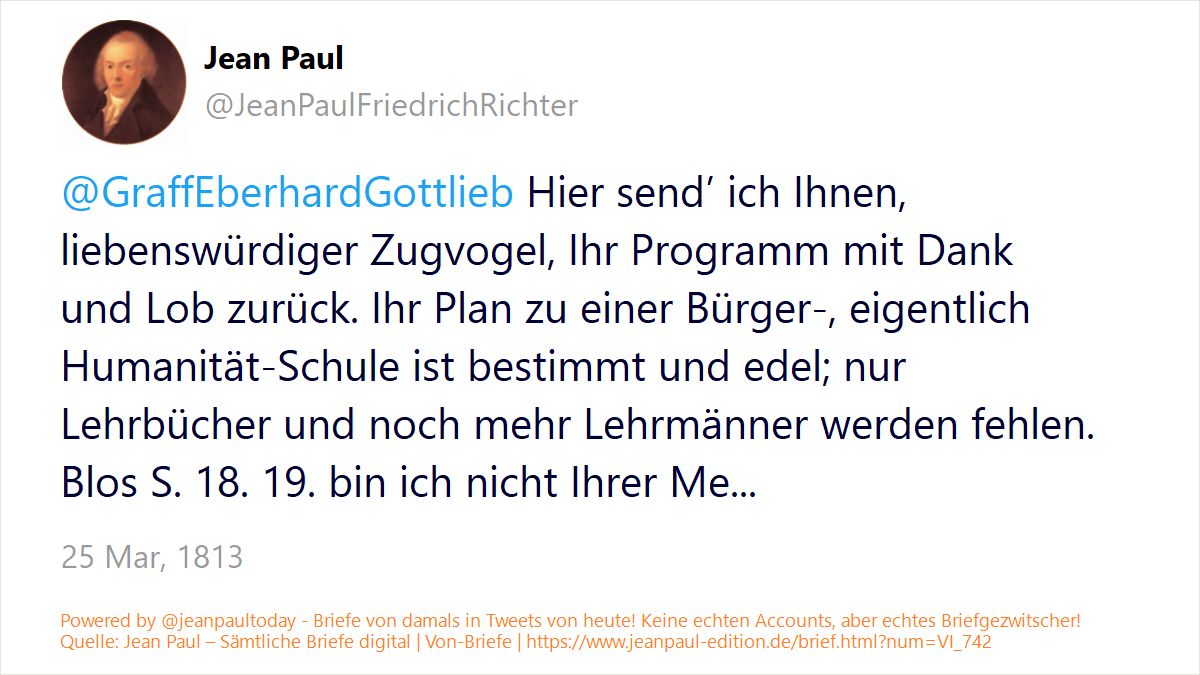 Jean Paul
@JeanPaulFriedrichRichter
@GraffEberhardGottlieb Hier send’ ich Ihnen,
liebenswürdiger Zugvogel, Ihr Programm mit Dank
und Lob zurück. Ihr Plan zu einer Bürger-, eigentlich
Humanität-Schule ist bestimmt und edel; nur
Lehrbücher und noch mehr Lehrmänner werden fehlen.
Blos S. 18. 19. bin ich nicht Ihrer Me...
25 Mar, 1813
Powered by @jeanpaultoday - Briefe von damals in Tweets von heute! Keine echten Accounts, aber echtes Briefgezwitscher!
Quelle: Jean Paul – Sämtliche Briefe digital | Von-Briefe | https://www.jeanpaul-edition.de/brief.html?num=VI_742